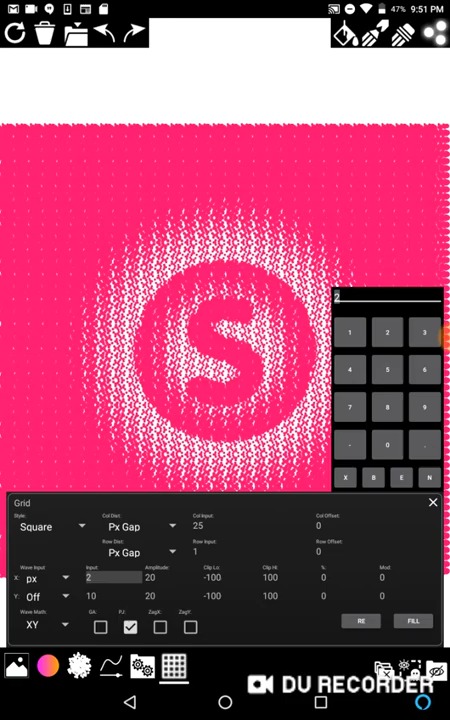 47% 9:51 PM
S
2
1 2 3
4 5 6
7 8 9
- 0 .
X B E N
Grid
Style: Col Dist: Col Input: Col Offset:
Square Px Gap 25 0
Row Dist: Row Input: Row Offset:
Px Gap 1 0
Wave Input Input: Amplitude: Clip Lo: Clip Hi: %: Mod:
X: px 2 20 -100 100 0 0
Y: Off 10 20 -100 100 0 0
Wave Math: GA: PJ: ZagX: ZagY:
XY RE FILL
DU RECORDER